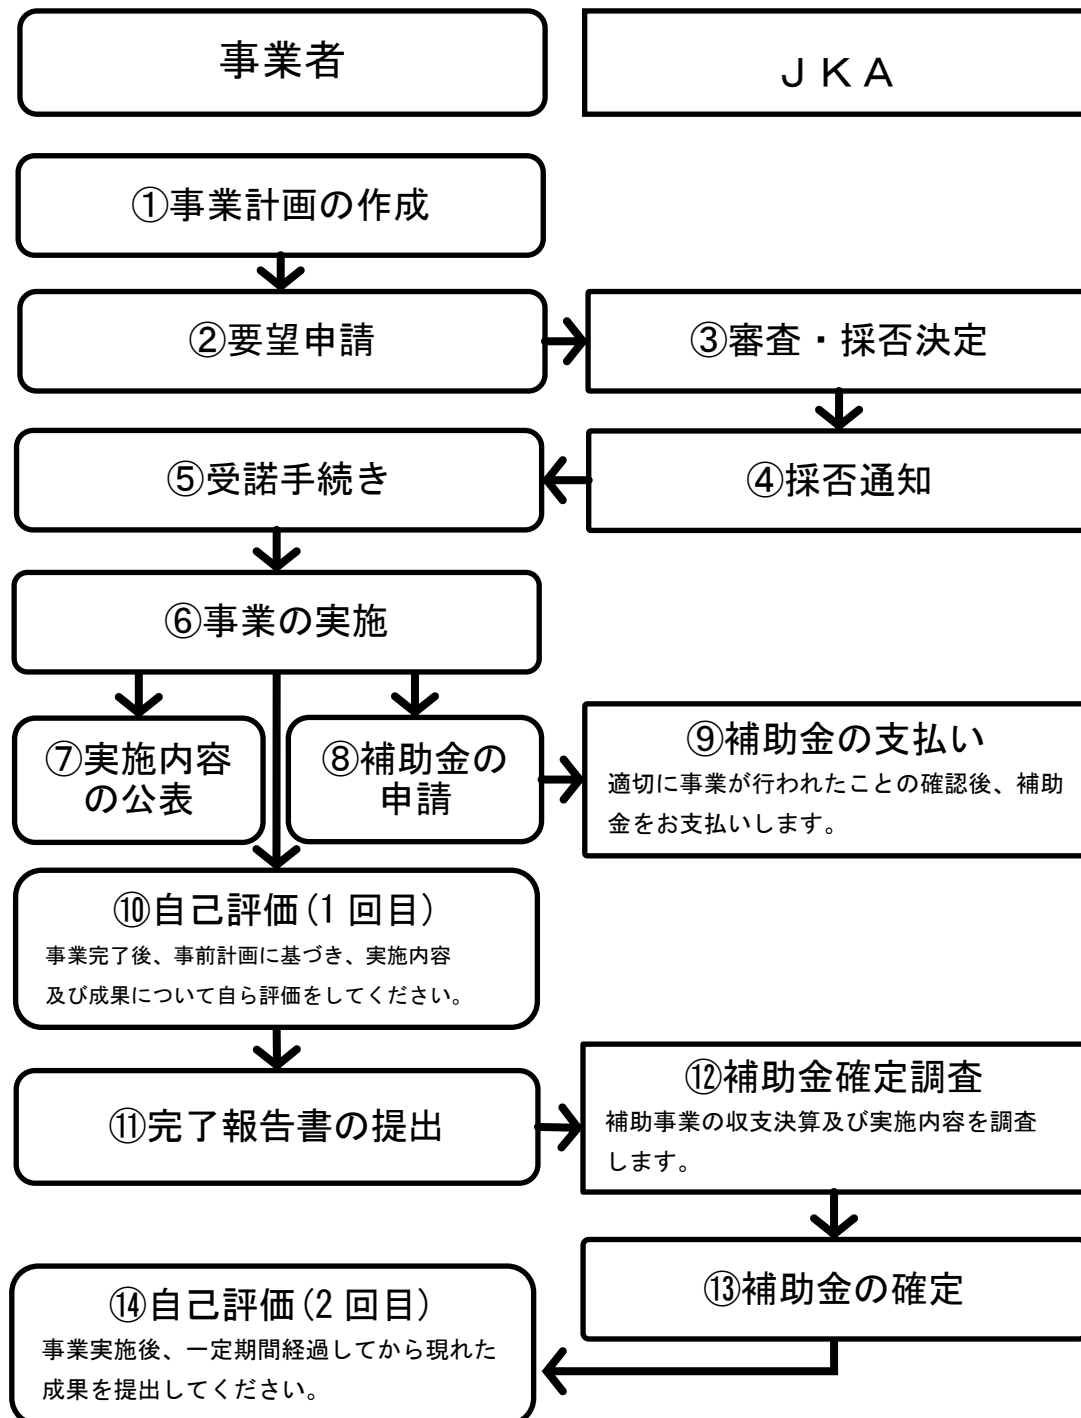 事業者
ＪＫＡ
①事業計画の作成
②要望申請
③審査・採否決定
⑤受諾手続き
④採否通知
⑥事業の実施
⑦実施内容
の公表
⑧補助金の
申請
⑨補助金の支払い
適切に事業が行われたことの確認後、補助
金をお支払いします。
⑩自己評価(1回目)
事業完了後、事前計画に基づき、実施内容
及び成果について自ら評価をしてください。
⑪完了報告書の提出
⑫補助金確定調査
補助事業の収支決算及び実施内容を調査
します。
⑬補助金の確定
⑭自己評価(2回目)
事業実施後、一定期間経過してから現れた
成果を提出してください。